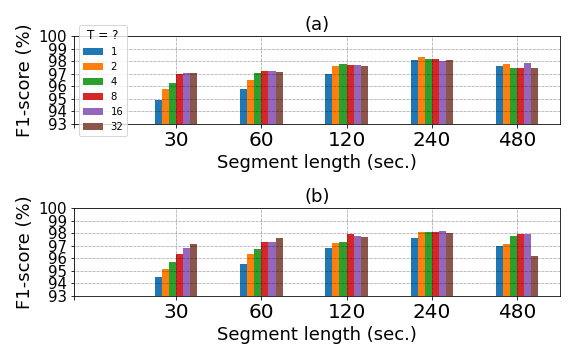 (a)
F1-score (%)
100
99
98
97
96
95
94
93
T = ?
1
2
4
8
16
32
30 60 120 240 480
Segment length (sec.)
(b)
F1-score (%)
100
99
98
97
96
95
94
93
30 60 120 240 480
Segment length (sec.)